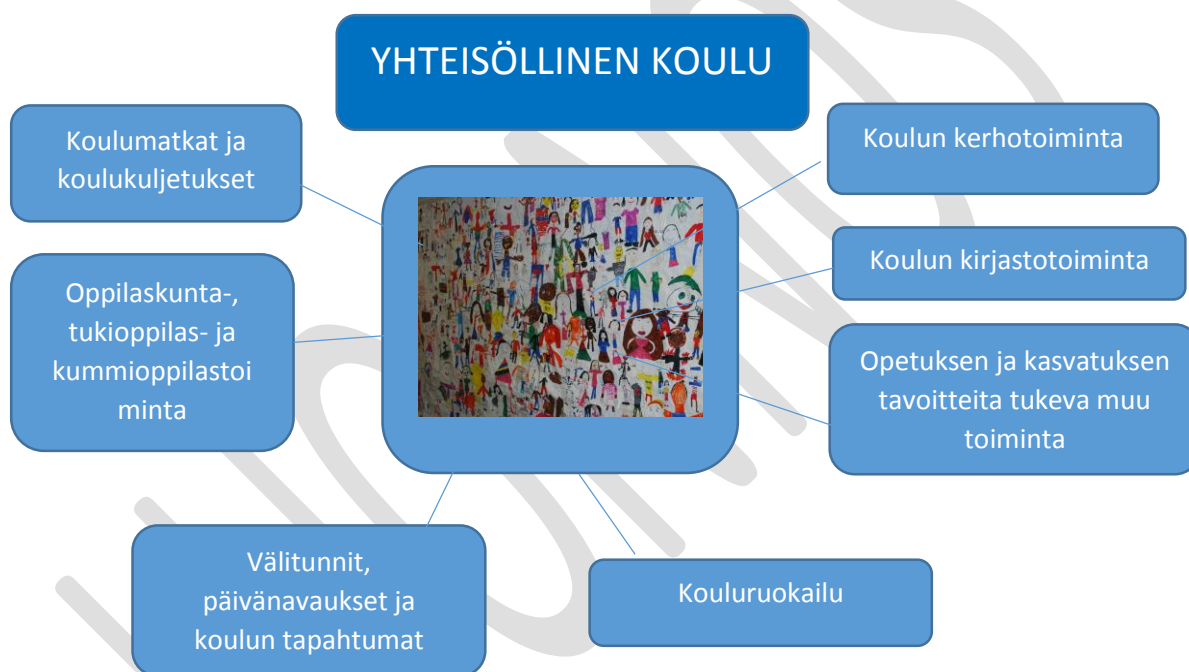 YHTEISÖLLINEN KOULU
Koulumatkat ja
koulukuljetukset
Koulun kerhotoiminta
Oppilaskunta-,
tukioppilas- ja
kummioppilastoi
minta
Koulun kirjastotoiminta
Opetuksen ja kasvatuksen
tavoitteita tukeva muu
toiminta
Välitunnit,
päivänavaukset ja
koulun tapahtumat
Kouluruokailu